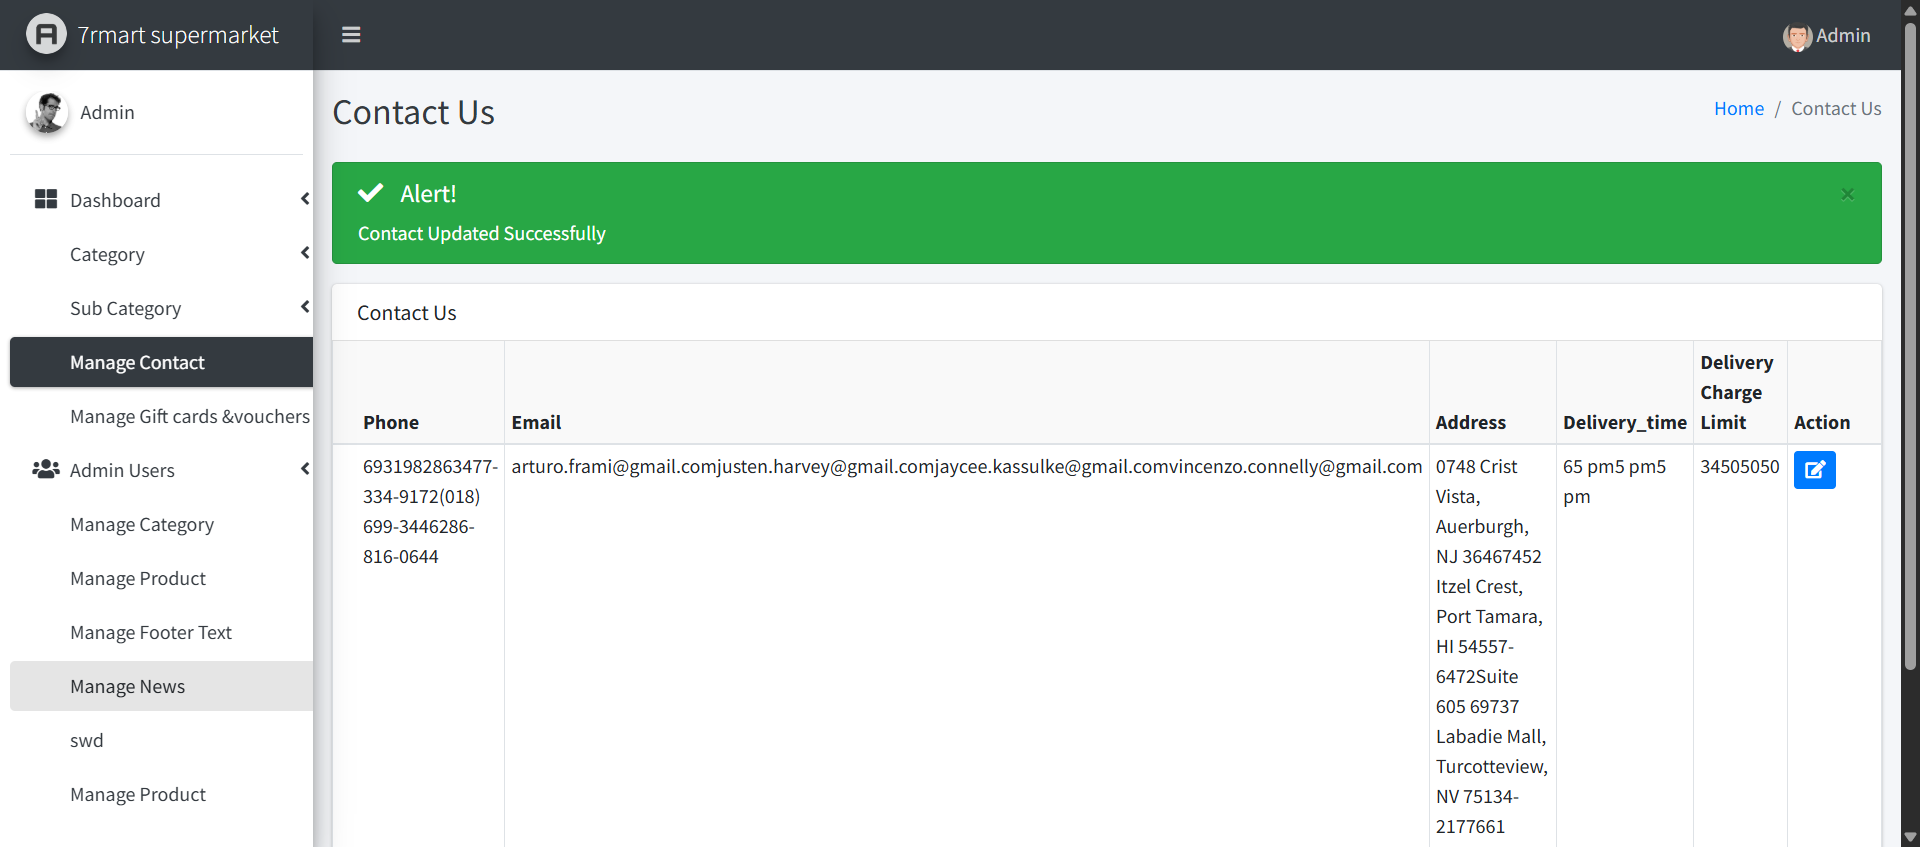 7rmart supermarket
Admin
Admin
Contact Us
Home / Contact Us
Dashboard
Category
Sub Category
Manage Contact
Manage Gift cards &vouchers
Admin Users
Manage Category
Manage Product
Manage Footer Text
Manage News
swd
Manage Product
Alert!
×
Contact Updated Successfully
Contact Us
Phone
Email
Address
Delivery_time
Delivery
Charge
Limit
Action
6931982863477-
334-9172(018)
699-3446286-
816-0644
arturo.frami@gmail.comjusten.harvey@gmail.comjaycee.kassulke@gmail.comvincenzo.connelly@gmail.com
0748 Crist
Vista,
Auerburgh,
NJ 36467452
Itzel Crest,
Port Tamara,
HI 54557-
6472Suite
605 69737
Labadie Mall,
Turcotteview,
NV 75134-
2177661
65 pm5 pm5
pm
34505050